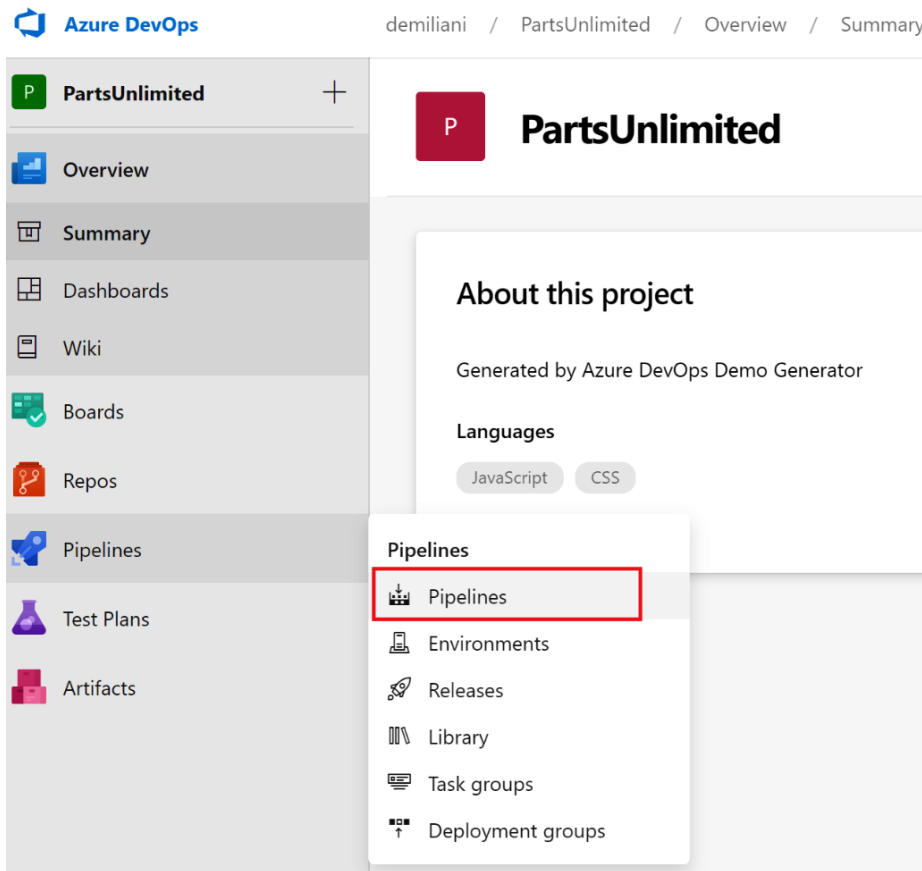 Azure DevOps
demiliani / PartsUnlimited / Overview / Summary
P PartsUnlimited +
P PartsUnlimited
Overview
Summary
Dashboards
Wiki
Boards
Repos
Pipelines
Test Plans
Artifacts
About this project
Generated by Azure DevOps Demo Generator
Languages
JavaScript CSS
Pipelines
Pipelines
Environments
Releases
Library
Task groups
Deployment groups